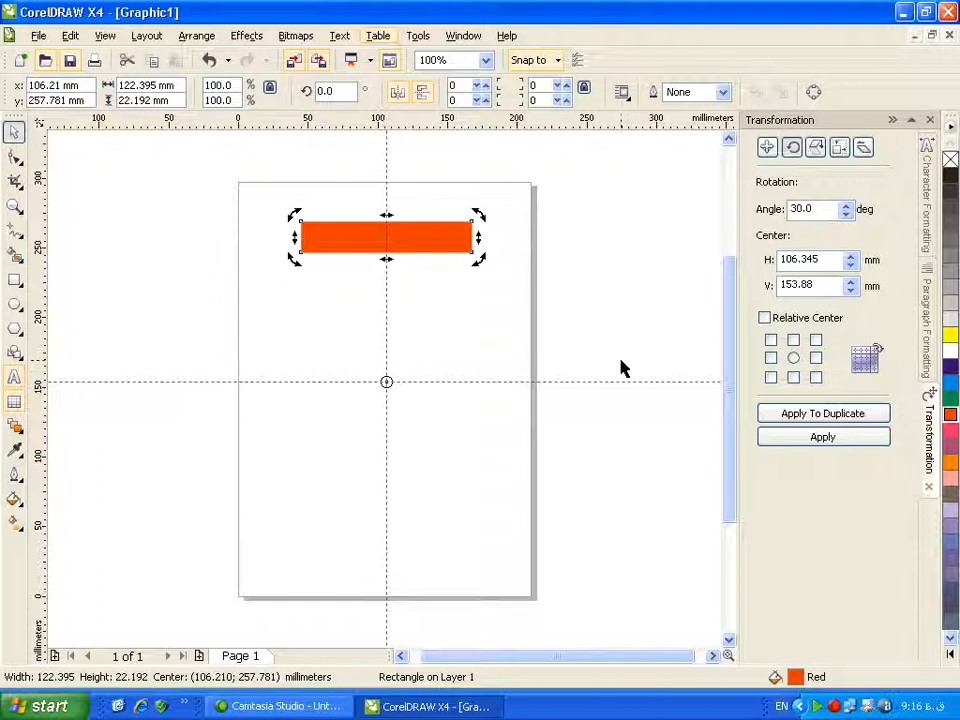 CorelDRAW X4 - [Graphic1]
File Edit View Layout Arrange Effects Bitmaps Text Table Tools Window Help
100% Snap to
x: 106.21 mm 122.395 mm 100.0 % 0.0 ° 0 0 None
y: 257.781 mm 22.192 mm 100.0 % 0 0
100 50 0 50 100 150 200 250 300 millimeters
300
250
200
150
100
50
0
millimeters
Transformation
Rotation:
Angle: 30.0 deg
Center:
H: 106.345 mm
V: 153.88 mm
Relative Center
Apply To Duplicate
Apply
Character Formatting
Paragraph Formatting
Transformation
1 of 1 Page 1
Width: 122.395 Height: 22.192 Center: (106.210; 257.781) millimeters Rectangle on Layer 1 Red
start Camtasia Studio - Unt... CorelDRAW X4 - [Gra... EN 9:16 ق.ظ